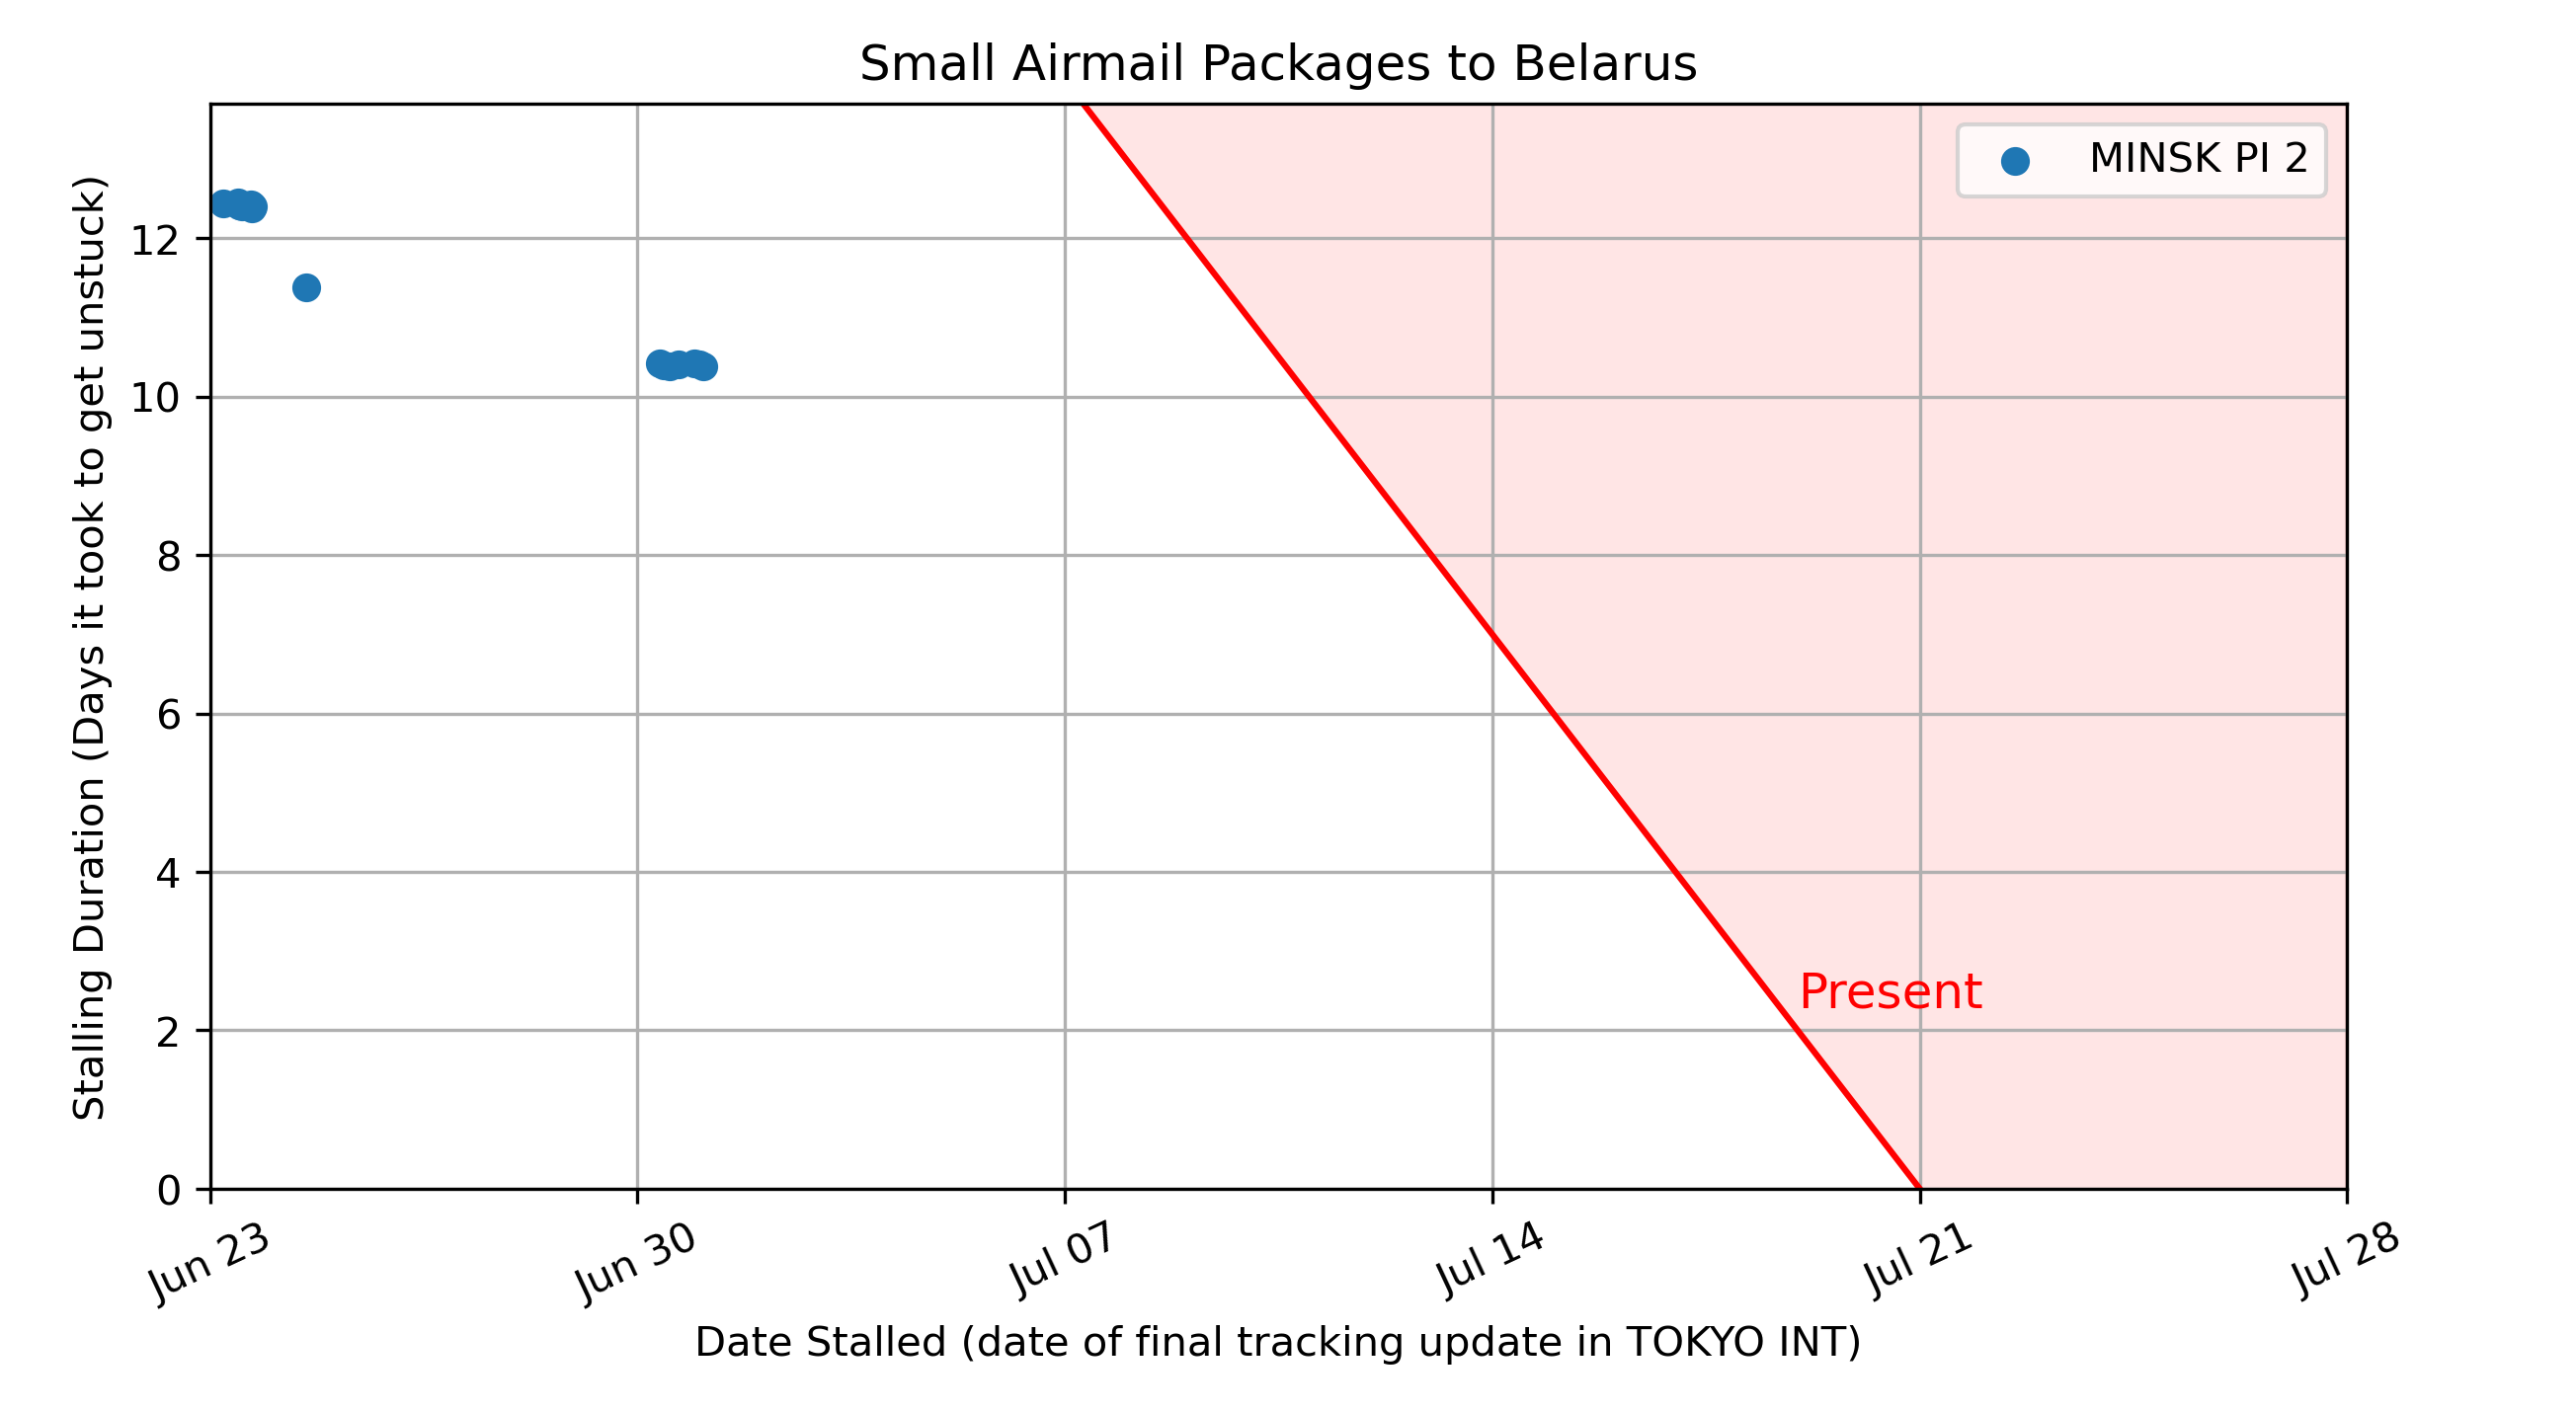 Small Airmail Packages to Belarus
MINSK PI 2
Stalling Duration (Days it took to get unstuck)
12
10
8
6
4
2
0
Present
Jun 23
Jun 30
Jul 07
Jul 14
Jul 21
Jul 28
Date Stalled (date of final tracking update in TOKYO INT)